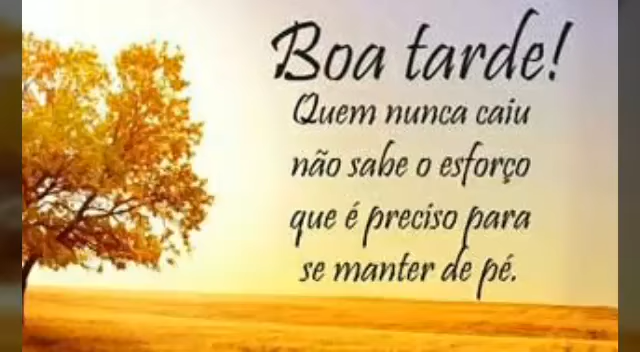 Boa tarde!
Quem nunca caiu
não sabe o esforço
que é preciso para
se manter de pé.